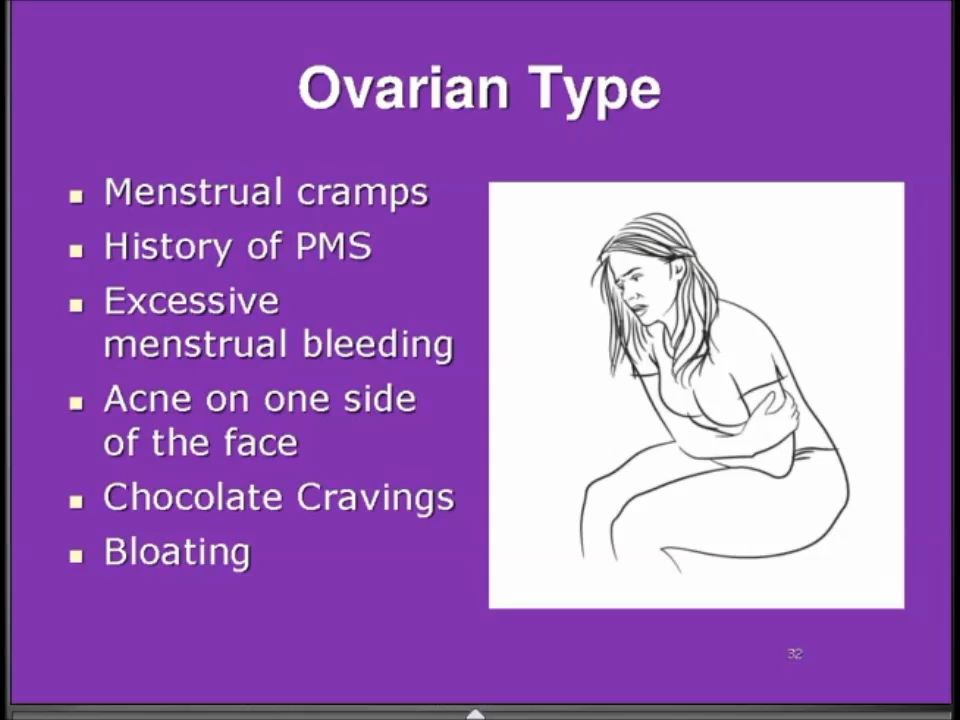 Ovarian Type
Menstrual cramps
History of PMS
Excessive
menstrual bleeding
Acne on one side
of the face
Chocolate Cravings
Bloating
32